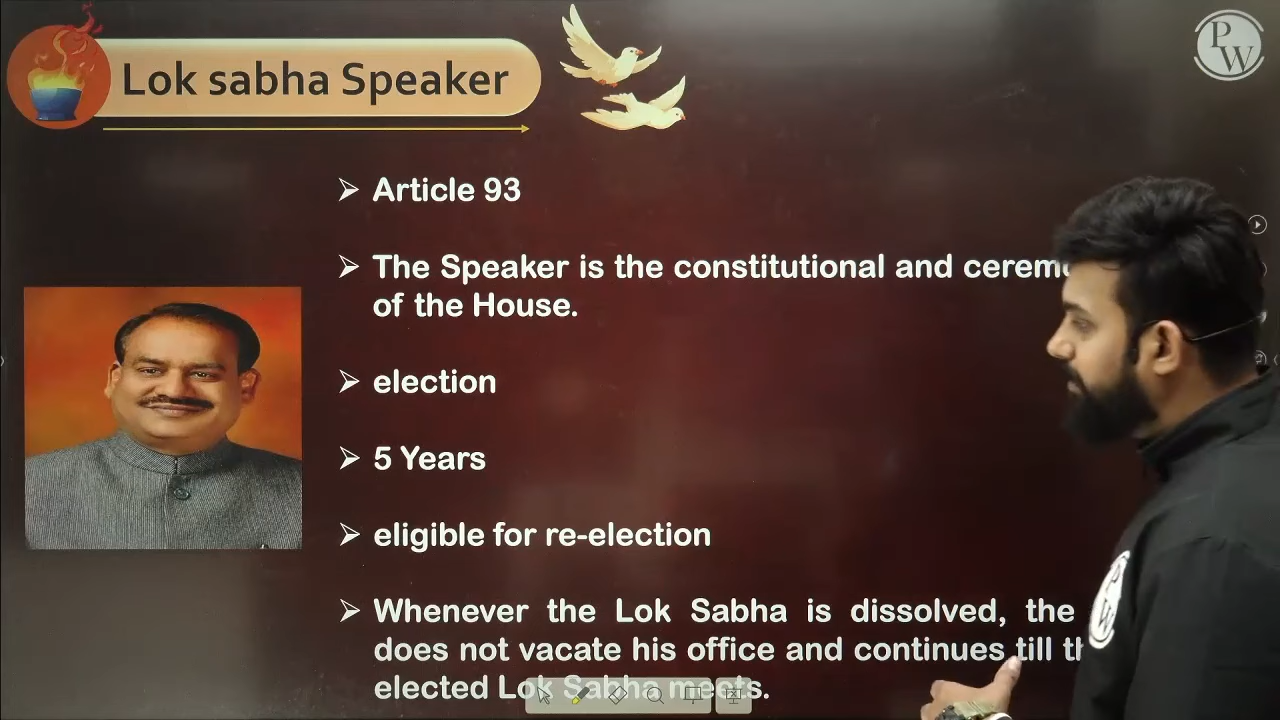 Lok sabha Speaker
PW
Article 93
The Speaker is the constitutional and
of the House.
election
5 Years
eligible for re-election
Whenever the Lok Sabha is dissolved, the
does not vacate his office and continues till
elected Lok Sabha meets.